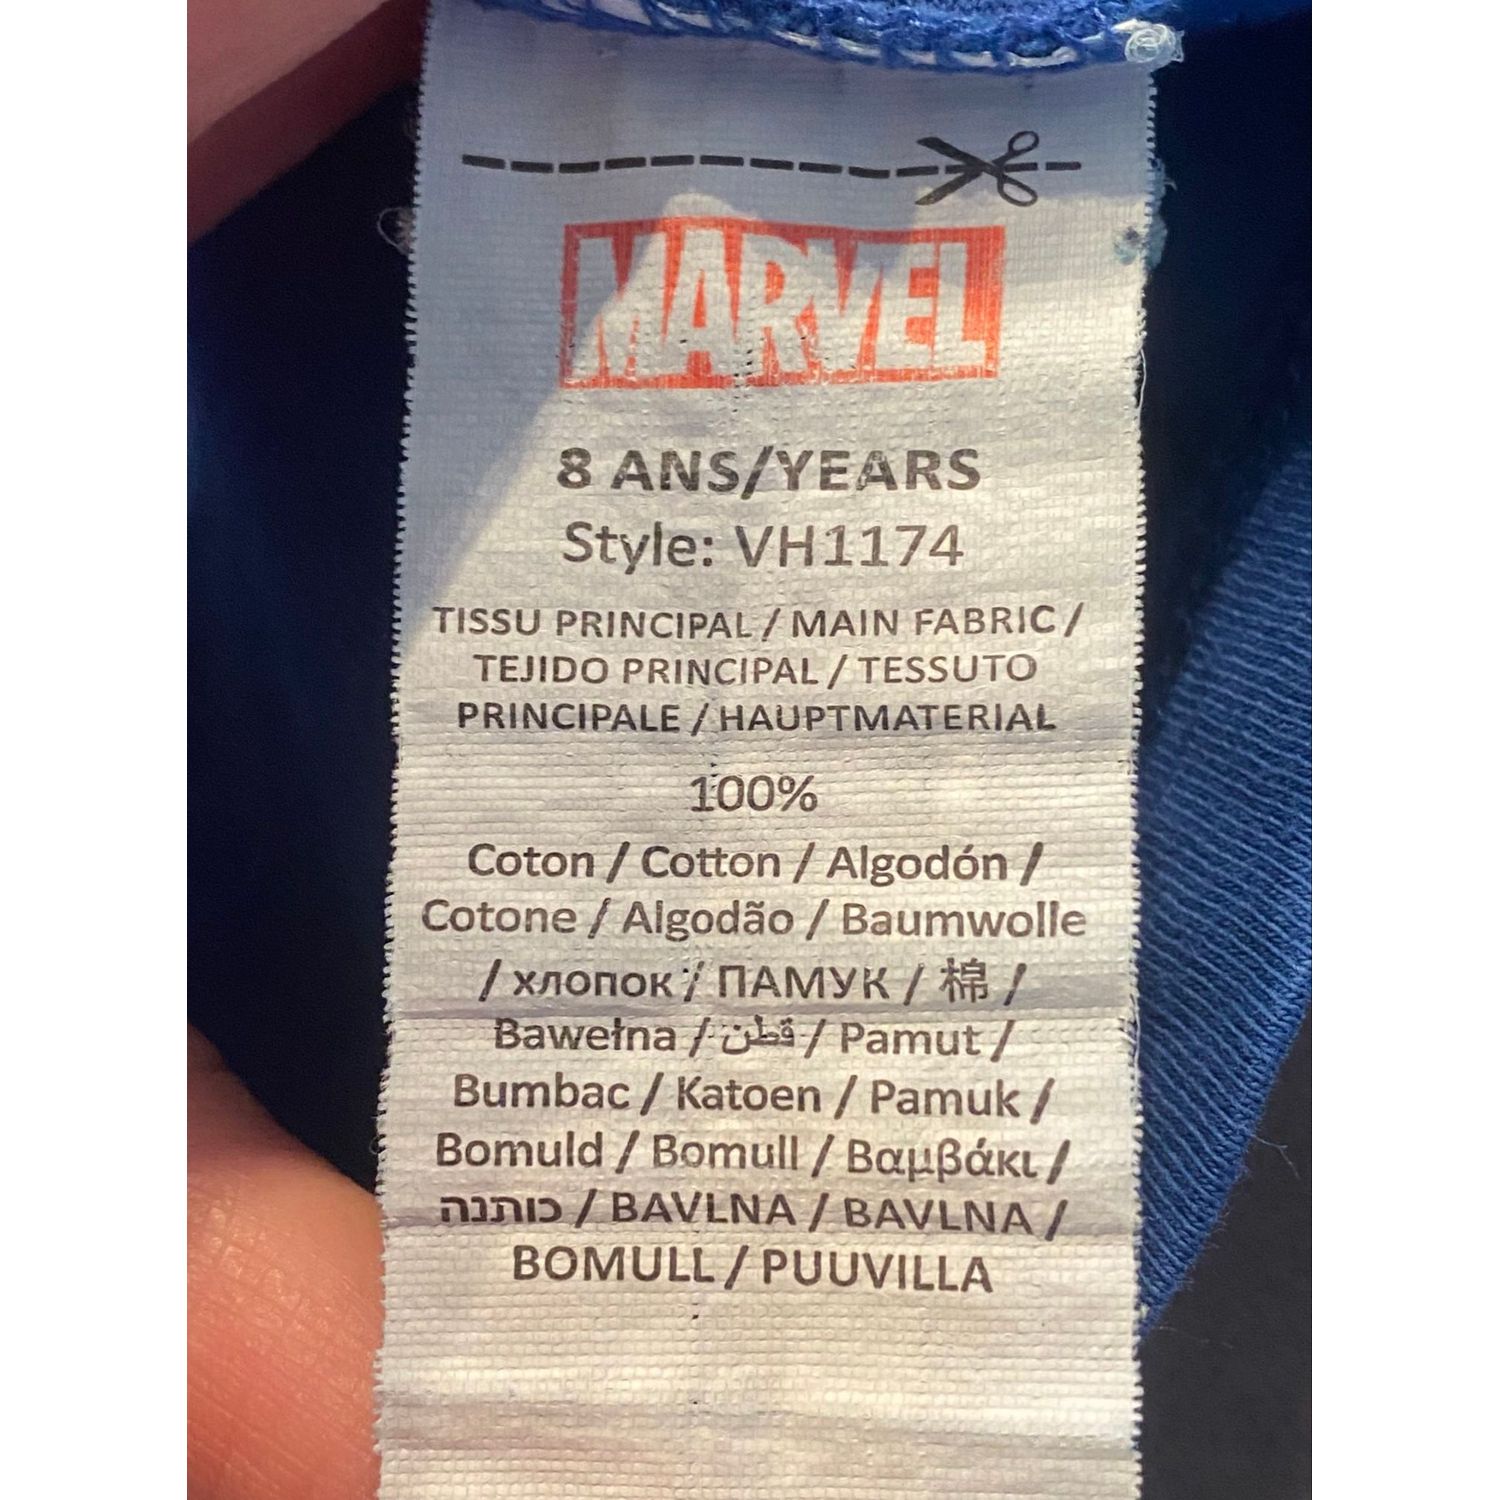 MARVEL
8 ANS/YEARS
Style: VH1174
TISSU PRINCIPAL / MAIN FABRIC /
TEJIDO PRINCIPAL / TESSUTO
PRINCIPALE / HAUPTMATERIAL
100%
Coton / Cotton / Algodón /
Cotone / Algodão / Baumwolle
/ хлопок / ПАМУК / 棉 /
Bawełna / قطن / Pamut /
Bumbac / Katoen / Pamuk /
Bomuld / Bomull / Βαμβάκι /
כותנה / BAVLNA / BAVLNA /
BOMULL / PUUVILLA